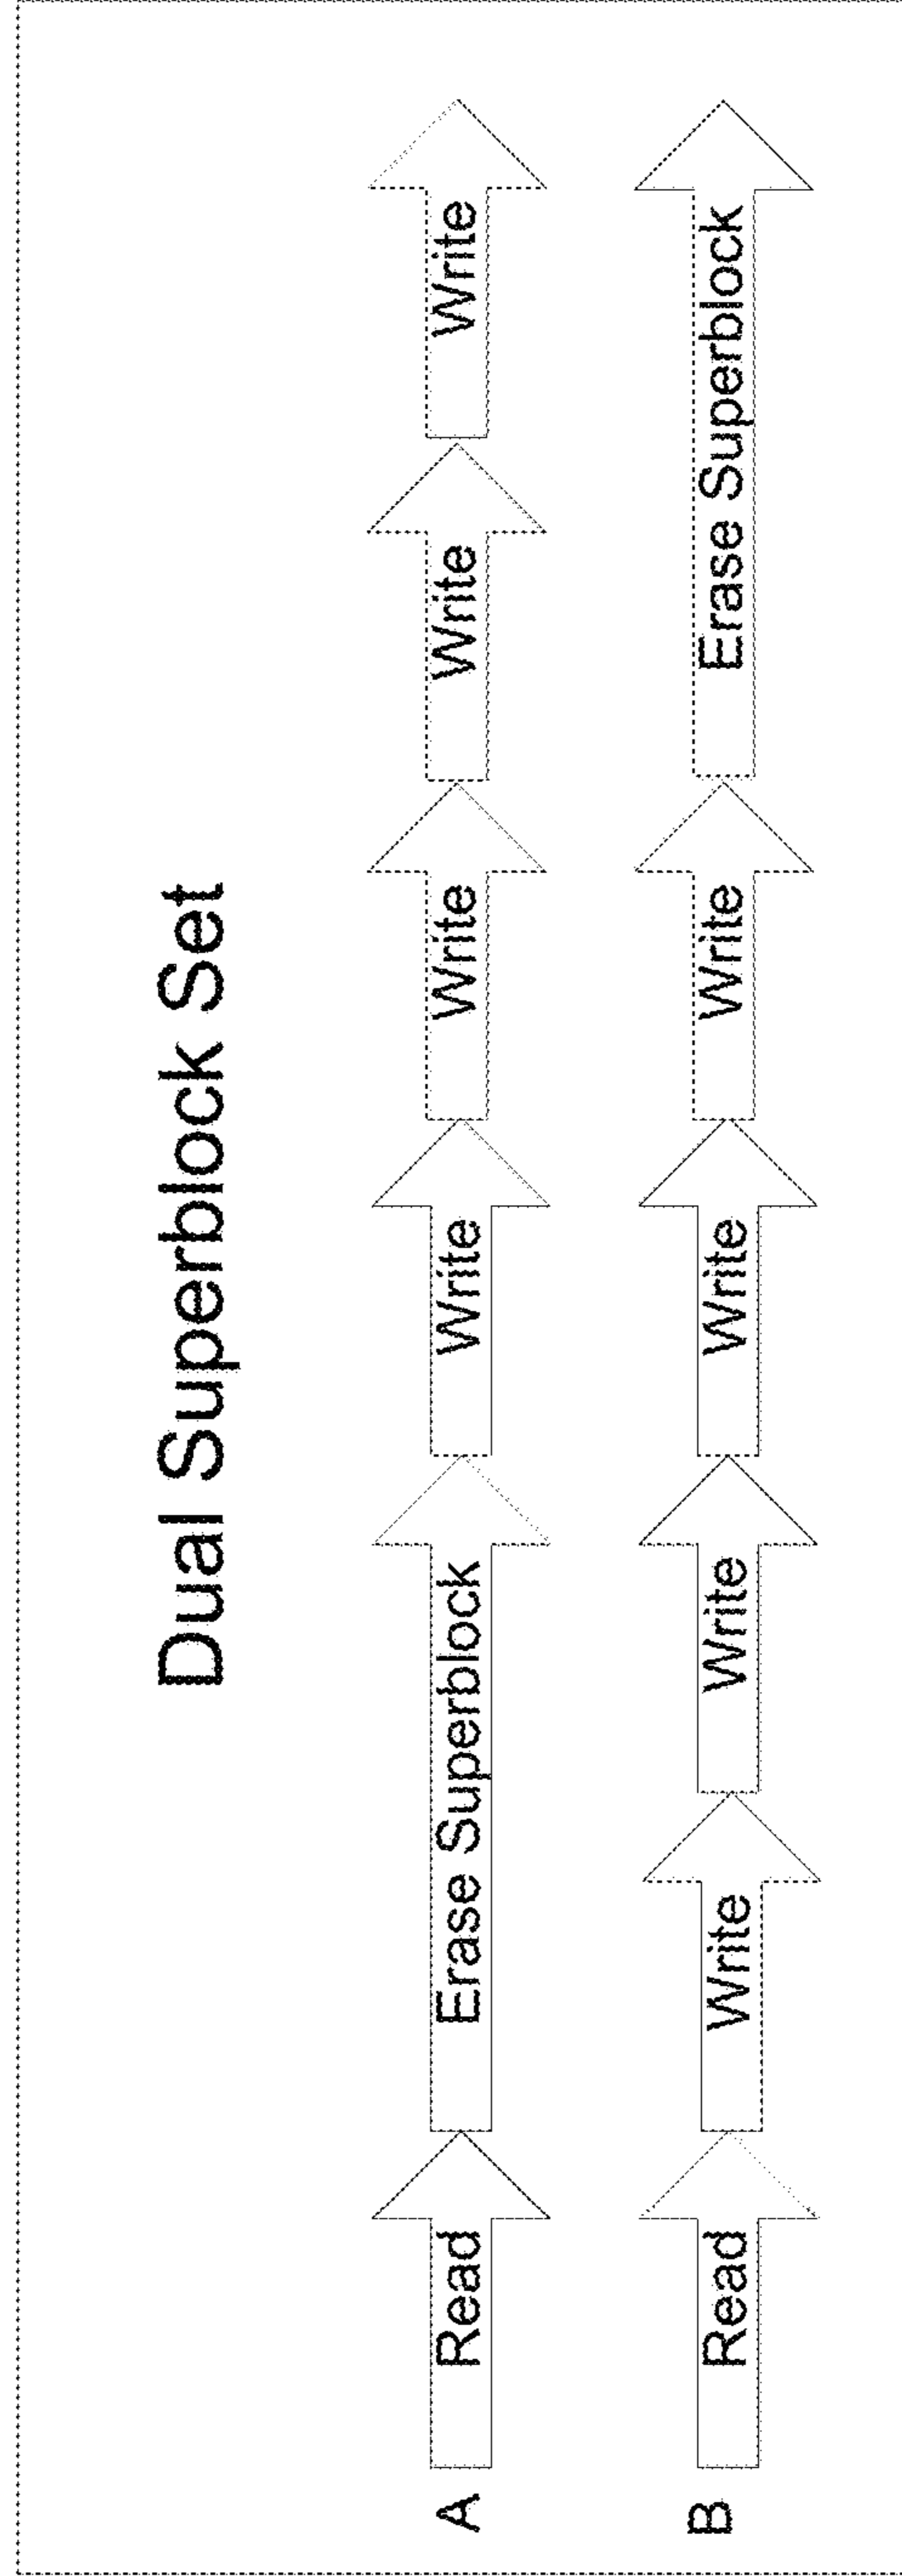 Dual Superblock Set
A Read Erase Superblock Write Write Write Write
B Read Write Write Write Write Erase Superblock